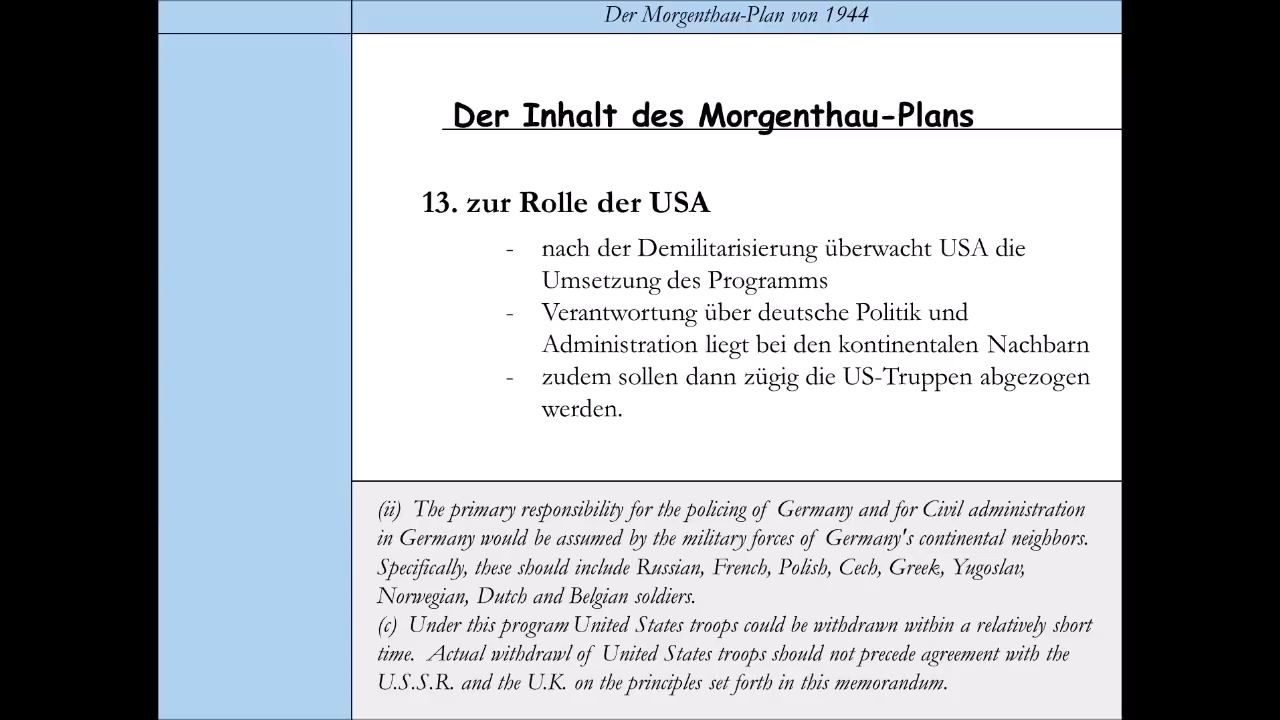 Der Morgenthau-Plan von 1944
Der Inhalt des Morgenthau-Plans
13. zur Rolle der USA
- nach der Demilitarisierung überwacht USA die
Umsetzung des Programms
- Verantwortung über deutsche Politik und
Administration liegt bei den kontinentalen Nachbarn
- zudem sollen dann zügig die US-Truppen abgezogen
werden.
(ii) The primary responsibility for the policing of Germany and for Civil administration
in Germany would be assumed by the military forces of Germany's continental neighbors.
Specifically, these should include Russian, French, Polish, Cech, Greek, Yugoslav,
Norwegian, Dutch and Belgian soldiers.
(c) Under this program United States troops could be withdrawn within a relatively short
time. Actual withdrawl of United States troops should not precede agreement with the
U.S.S.R. and the U.K. on the principles set forth in this memorandum.